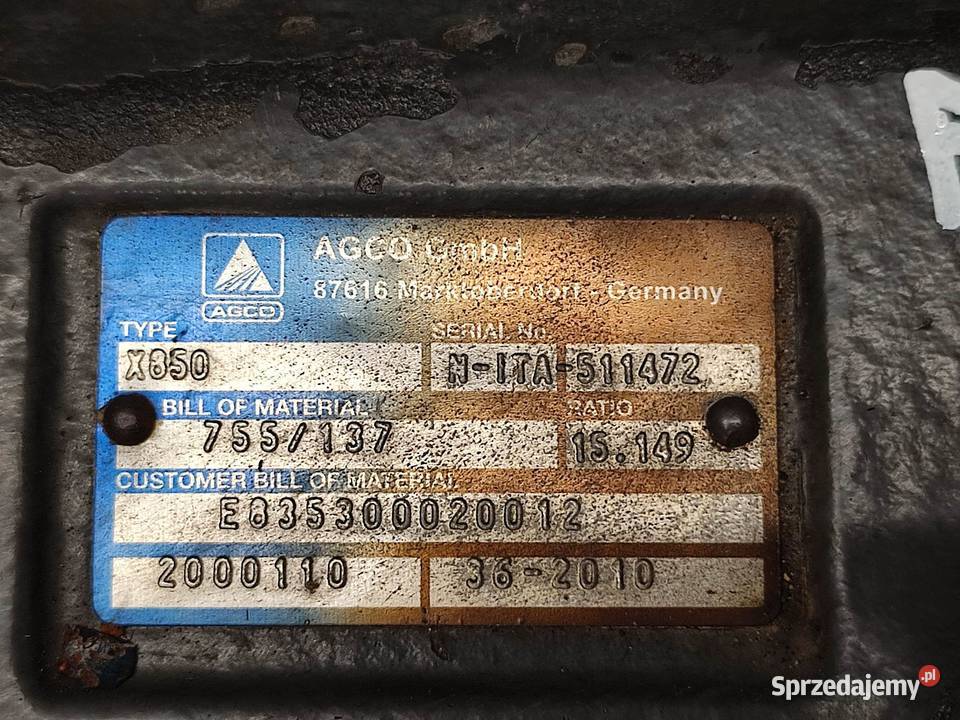 AGCO GmbH
87616 Marktoberdorf - Germany
AGCO
TYPE SERIAL No.
X850 N-ITA-511472
BILL OF MATERIAL RATIO
755/137 15.149
CUSTOMER BILL OF MATERIAL
E835300020012
2000110 36-2010
Sprzedajemy.pl